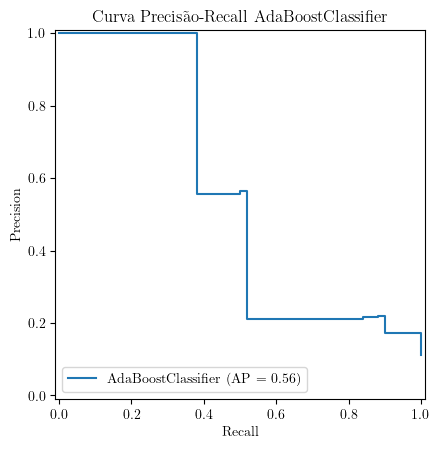 Curva Precisão-Recall AdaBoostClassifier
1.0
0.8
0.6
0.4
0.2
0.0
Precision
AdaBoostClassifier (AP = 0.56)
0.0 0.2 0.4 0.6 0.8 1.0
Recall